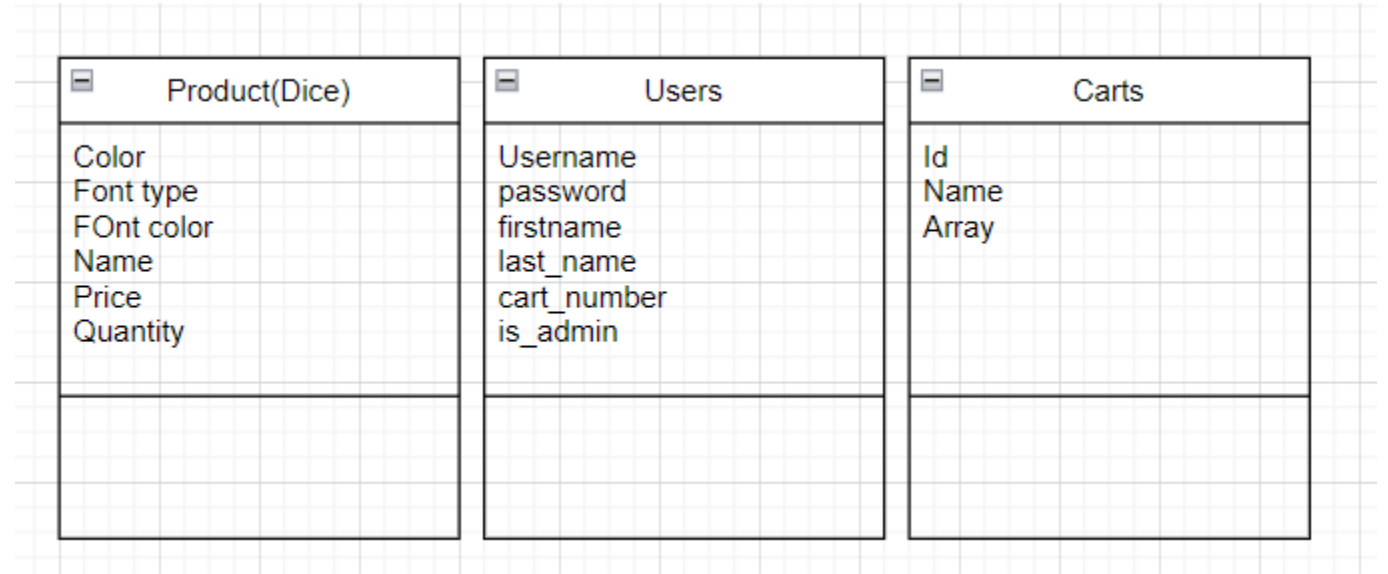 Product(Dice)
Color
Font type
FOnt color
Name
Price
Quantity
Users
Username
password
firstname
last_name
cart_number
is_admin
Carts
Id
Name
Array